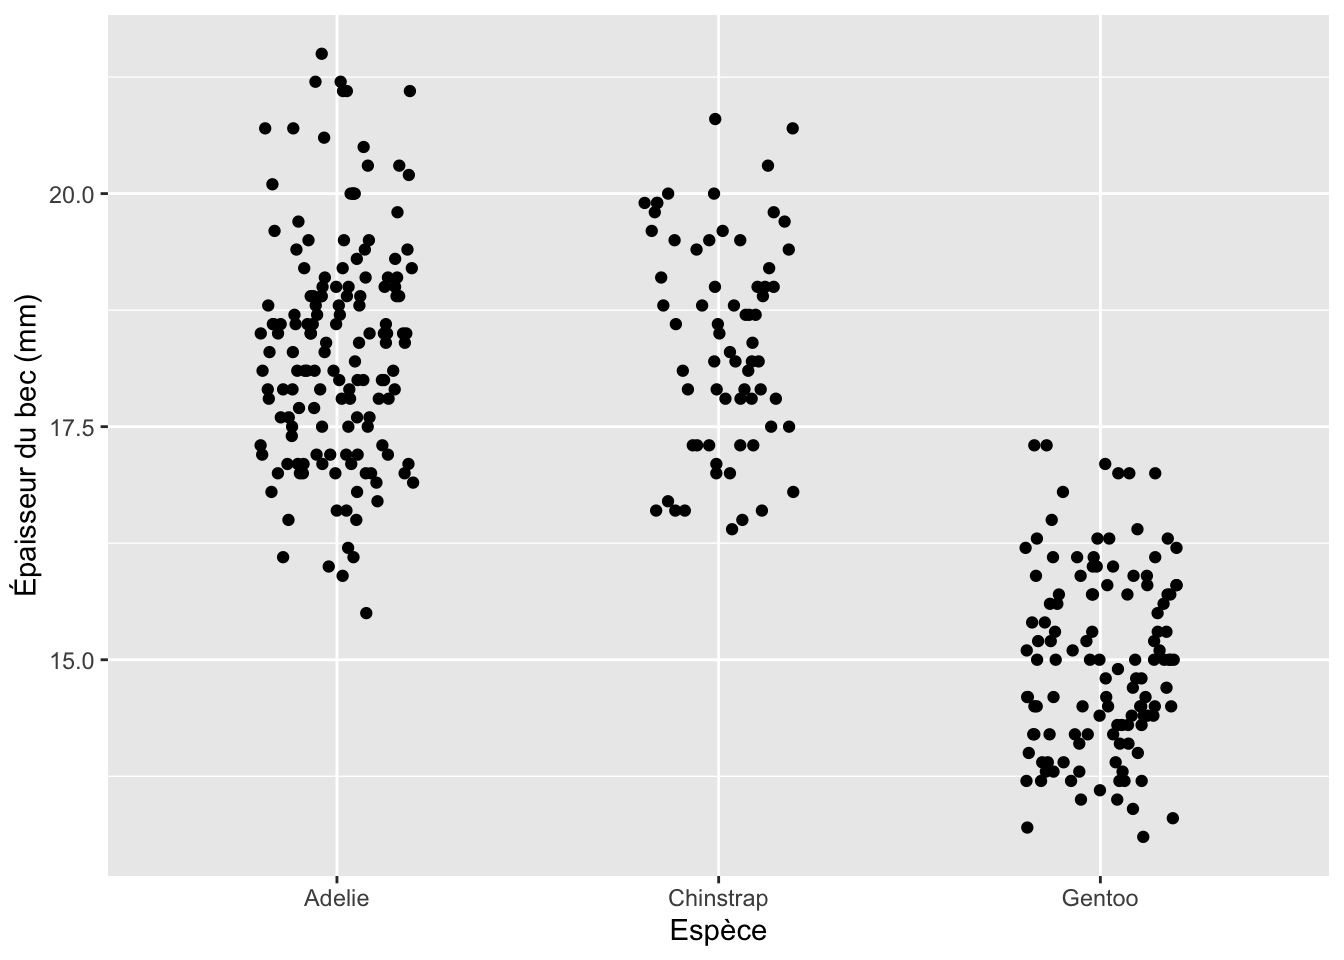 Épaisseur du bec (mm)
20.0
17.5
15.0
Adelie
Chinstrap
Gentoo
Espèce